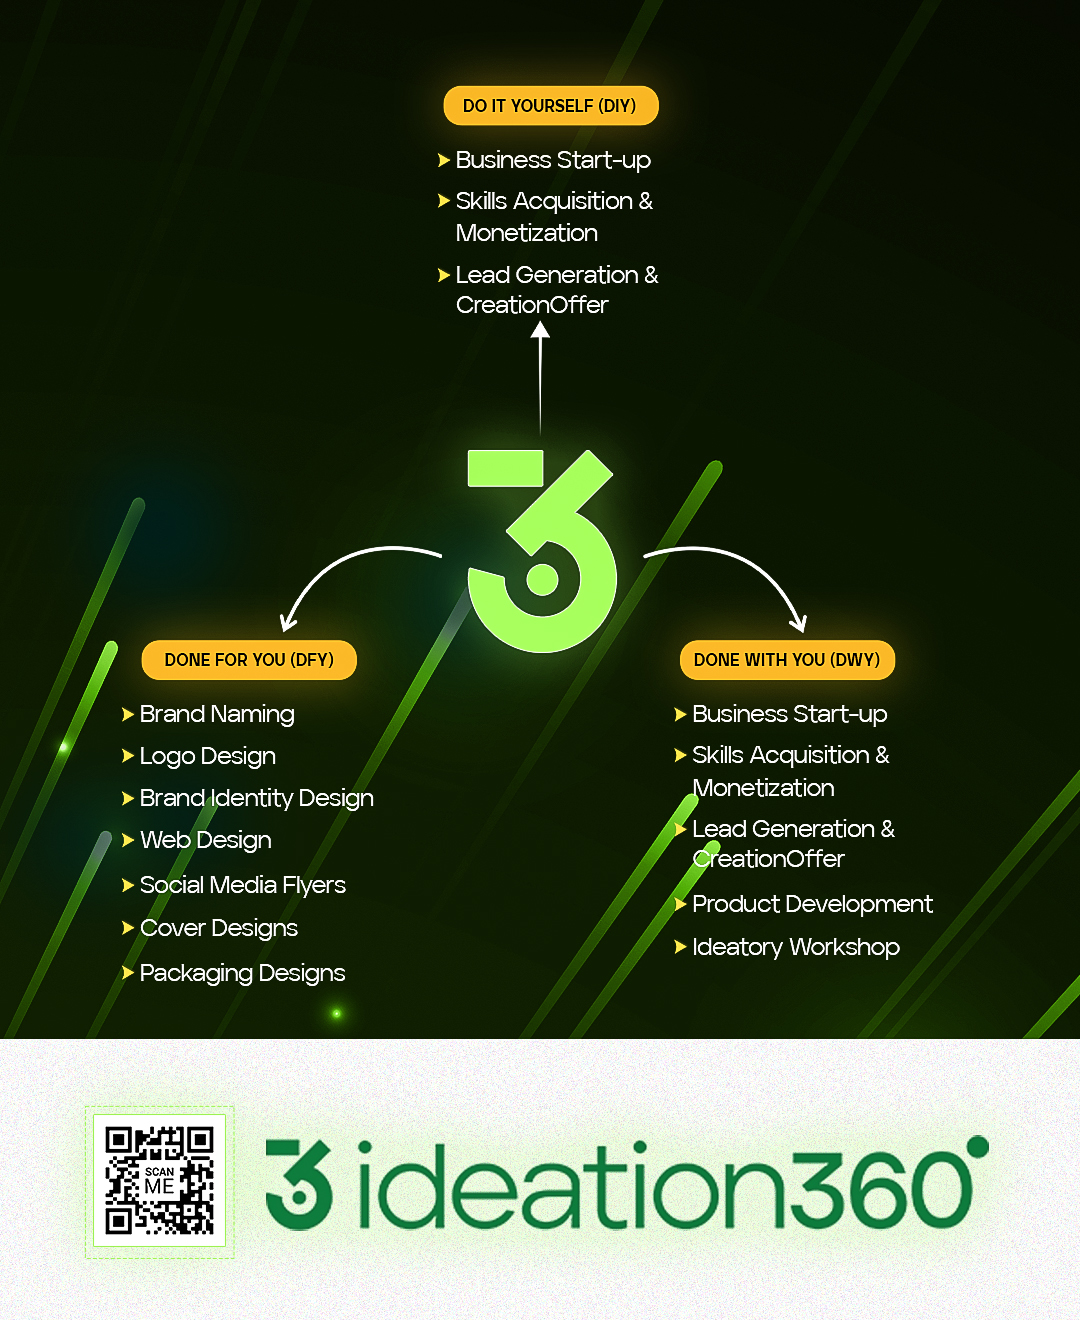 DO IT YOURSELF (DIY)
Business Start-up
Skills Acquisition &
Monetization
Lead Generation &
CreationOffer
DONE FOR YOU (DFY)
Brand Naming
Logo Design
Brand Identity Design
Web Design
Social Media Flyers
Cover Designs
Packaging Designs
DONE WITH YOU (DWY)
Business Start-up
Skills Acquisition &
Monetization
Lead Generation &
CreationOffer
Product Development
Ideatory Workshop
SCAN
ME
ideation360°